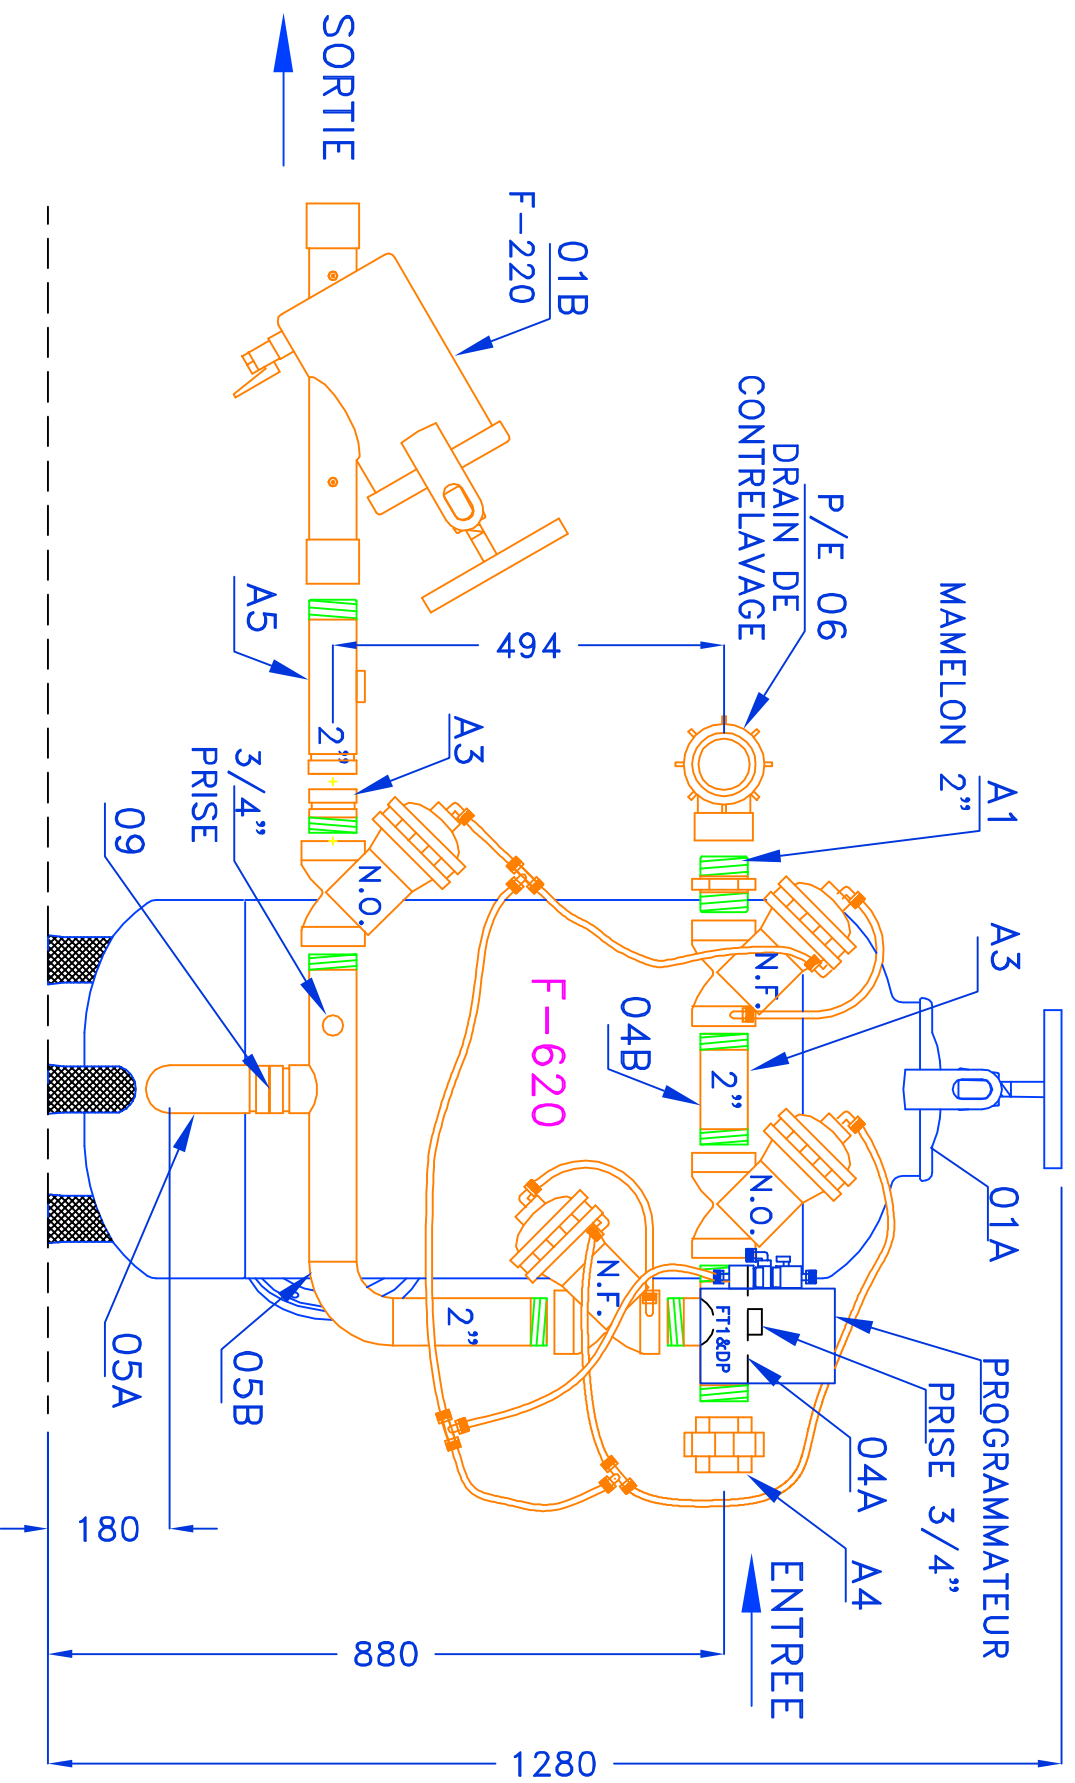 SORTIE
01B
F-220
P/E 06
DRAIN DE
CONTRELAVAGE
MAMELON 2"
A1
A3
01A
PROGRAMMATEUR
PRISE 3/4"
04A
A4
ENTREE
A5
494
2"
A3
3/4"
PRISE
09
N.O.
N.F.
F-620
04B
2"
N.O.
N.F.
FT1&DP
2"
05B
05A
180
880
1280